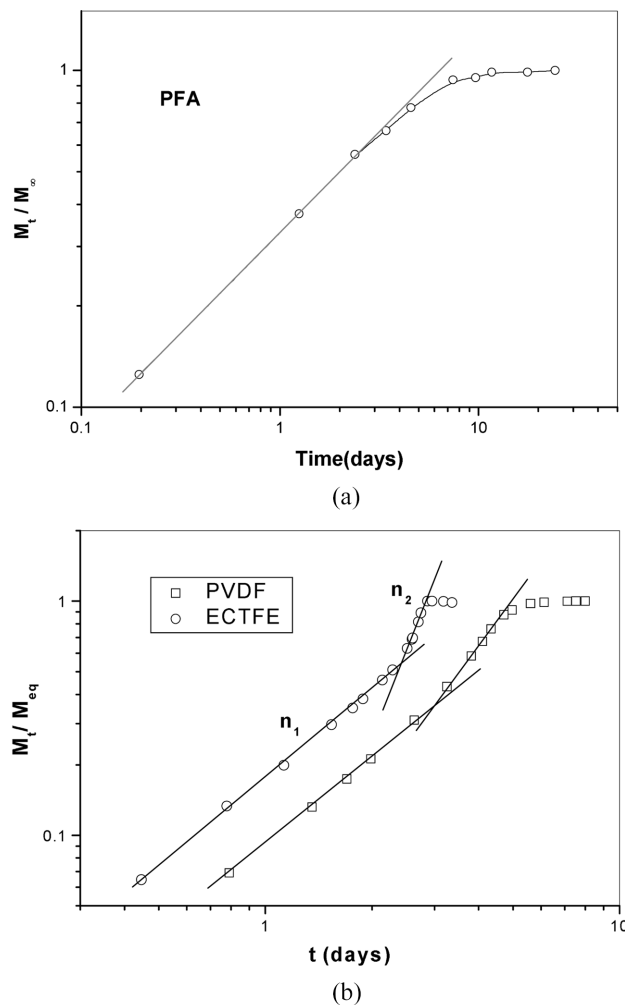 1
PFA
M_t / M_∞
0.1
0.1
1
10
Time(days)
(a)
PVDF
ECTFE
n_2
1
n_1
M_t / M_eq
0.1
1
10
t (days)
(b)